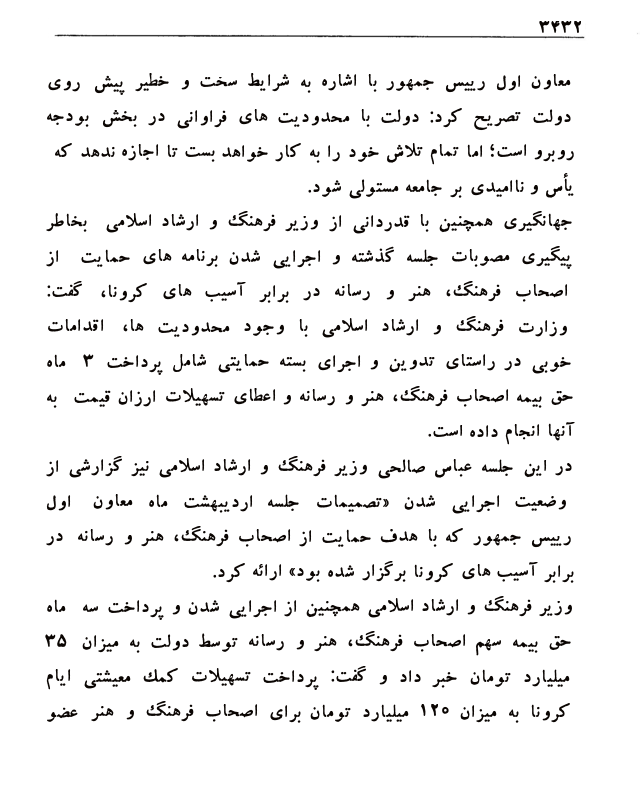 ۳۴۳۲
معاون اول رییس جمهور با اشاره به شرایط سخت و خطیر پیش روی
دولت تصریح کرد: دولت با محدودیت های فراوانی در بخش بودجه
روبرو است؛ اما تمام تلاش خود را به کار خواهد بست تا اجازه ندهد که
یأس و ناامیدی بر جامعه مستولی شود.
جهانگیری همچنین با قدردانی از وزیر فرهنگ و ارشاد اسلامی بخاطر
پیگیری مصوبات جلسه گذشته و اجرایی شدن برنامه های حمایت از
اصحاب فرهنگ، هنر و رسانه در برابر آسیب های کرونا، گفت:
وزارت فرهنگ و ارشاد اسلامی با وجود محدودیت ها، اقدامات
خوبی در راستای تدوین و اجرای بسته حمایتی شامل پرداخت ۳ ماه
حق بیمه اصحاب فرهنگ، هنر و رسانه و اعطای تسهیلات ارزان قیمت به
آنها انجام داده است.
در این جلسه عباس صالحی وزیر فرهنگ و ارشاد اسلامی نیز گزارشی از
وضعیت اجرایی شدن «تصمیمات جلسه اردیبهشت ماه معاون اول
رییس جمهور که با هدف حمایت از اصحاب فرهنگ، هنر و رسانه در
برابر آسیب های کرونا برگزار شده بود» ارائه کرد.
وزیر فرهنگ و ارشاد اسلامی همچنین از اجرایی شدن و پرداخت سه ماه
حق بیمه سهم اصحاب فرهنگ، هنر و رسانه توسط دولت به میزان ۳۵
میلیارد تومان خبر داد و گفت: پرداخت تسهیلات کمک معیشتی ایام
کرونا به میزان ۱۲۰ میلیارد تومان برای اصحاب فرهنگ و هنر عضو